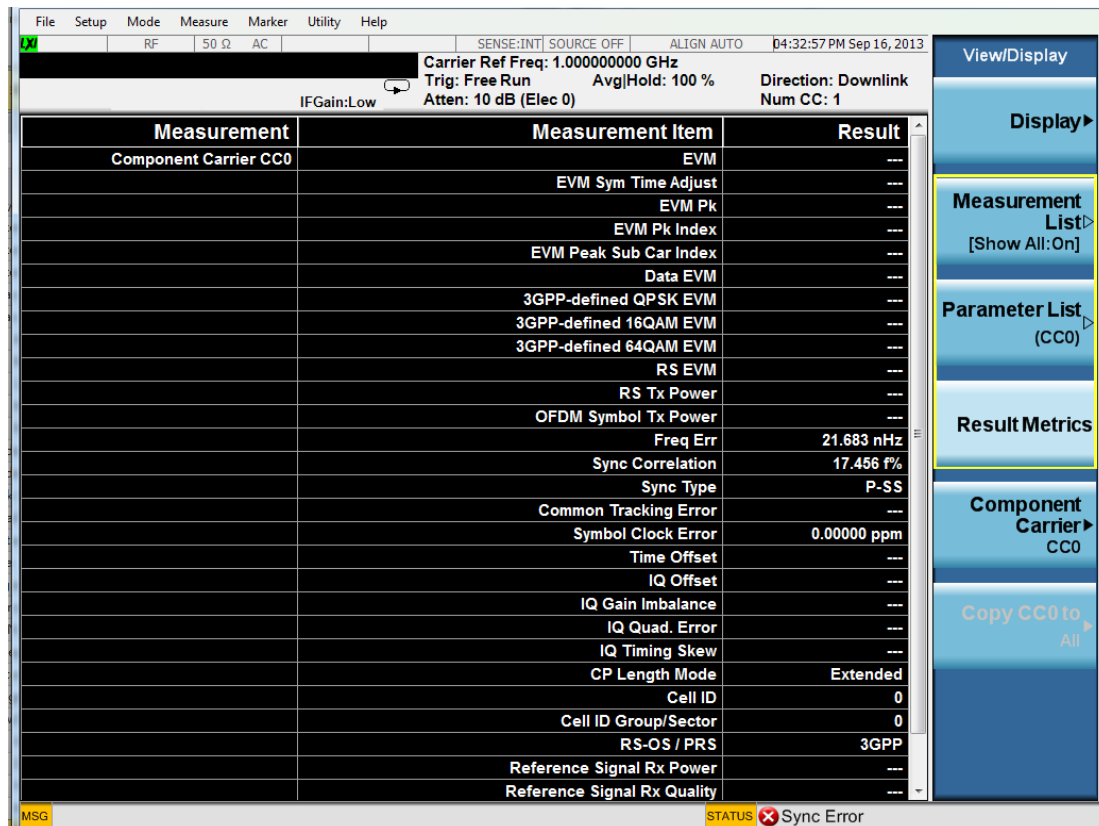 File Setup Mode Measure Marker Utility Help
LXI RF 50 Ω AC SENSE:INT SOURCE OFF ALIGN AUTO 04:32:57 PM Sep 16, 2013
Carrier Ref Freq: 1.000000000 GHz
Trig: Free Run Avg|Hold: 100 % Direction: Downlink
IFGain:Low Atten: 10 dB (Elec 0) Num CC: 1
Measurement Measurement Item Result
Component Carrier CC0 EVM ---
EVM Sym Time Adjust ---
EVM Pk ---
EVM Pk Index ---
EVM Peak Sub Car Index ---
Data EVM ---
3GPP-defined QPSK EVM ---
3GPP-defined 16QAM EVM ---
3GPP-defined 64QAM EVM ---
RS EVM ---
RS Tx Power ---
OFDM Symbol Tx Power ---
Freq Err 21.683 nHz
Sync Correlation 17.456 f%
Sync Type P-SS
Common Tracking Error ---
Symbol Clock Error 0.00000 ppm
Time Offset ---
IQ Offset ---
IQ Gain Imbalance ---
IQ Quad. Error ---
IQ Timing Skew ---
CP Length Mode Extended
Cell ID 0
Cell ID Group/Sector 0
RS-OS / PRS 3GPP
Reference Signal Rx Power ---
Reference Signal Rx Quality ---
View/Display
Display
Measurement
List
[Show All:On]
Parameter List
(CC0)
Result Metrics
Component
Carrier
CC0
Copy CC0 to
All
MSG STATUS Sync Error